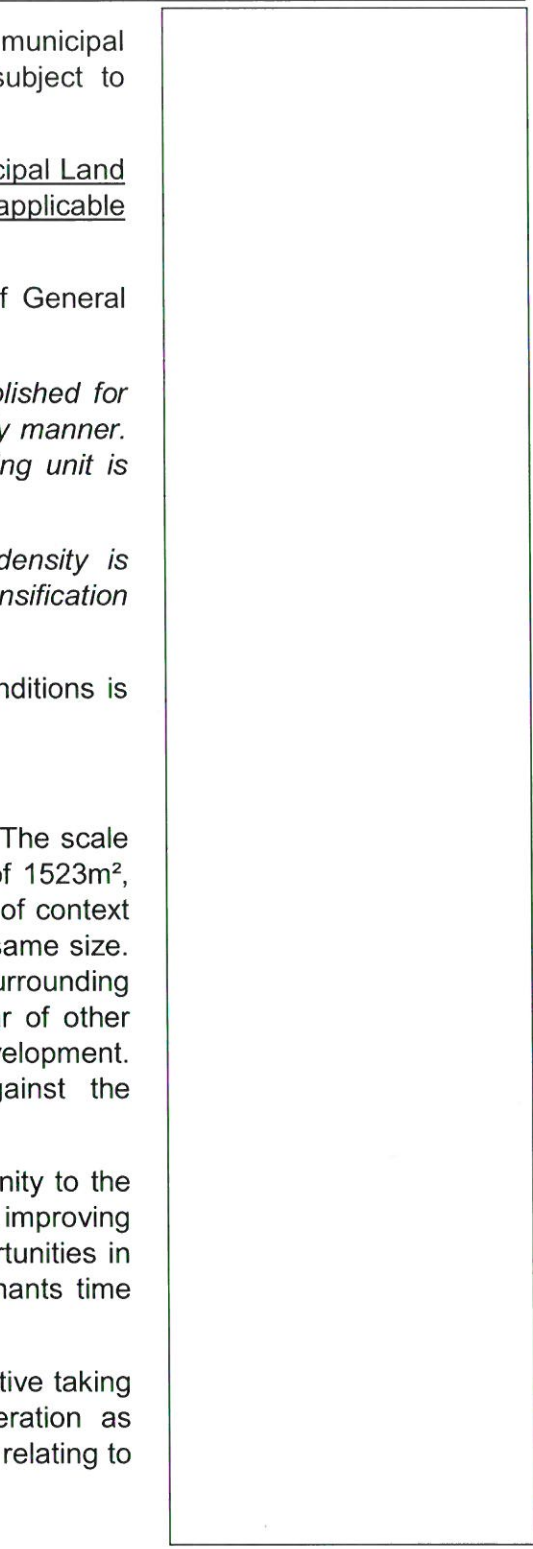 municipal
subject to
cipal Land
applicable
f General
olished for
y manner.
ng unit is
density is
nsification
nditions is
The scale
of 1523m²,
of context
same size.
urrounding
r of other
velopment.
gainst the
nity to the
improving
rtunities in
nants time
tive taking
eration as
relating to